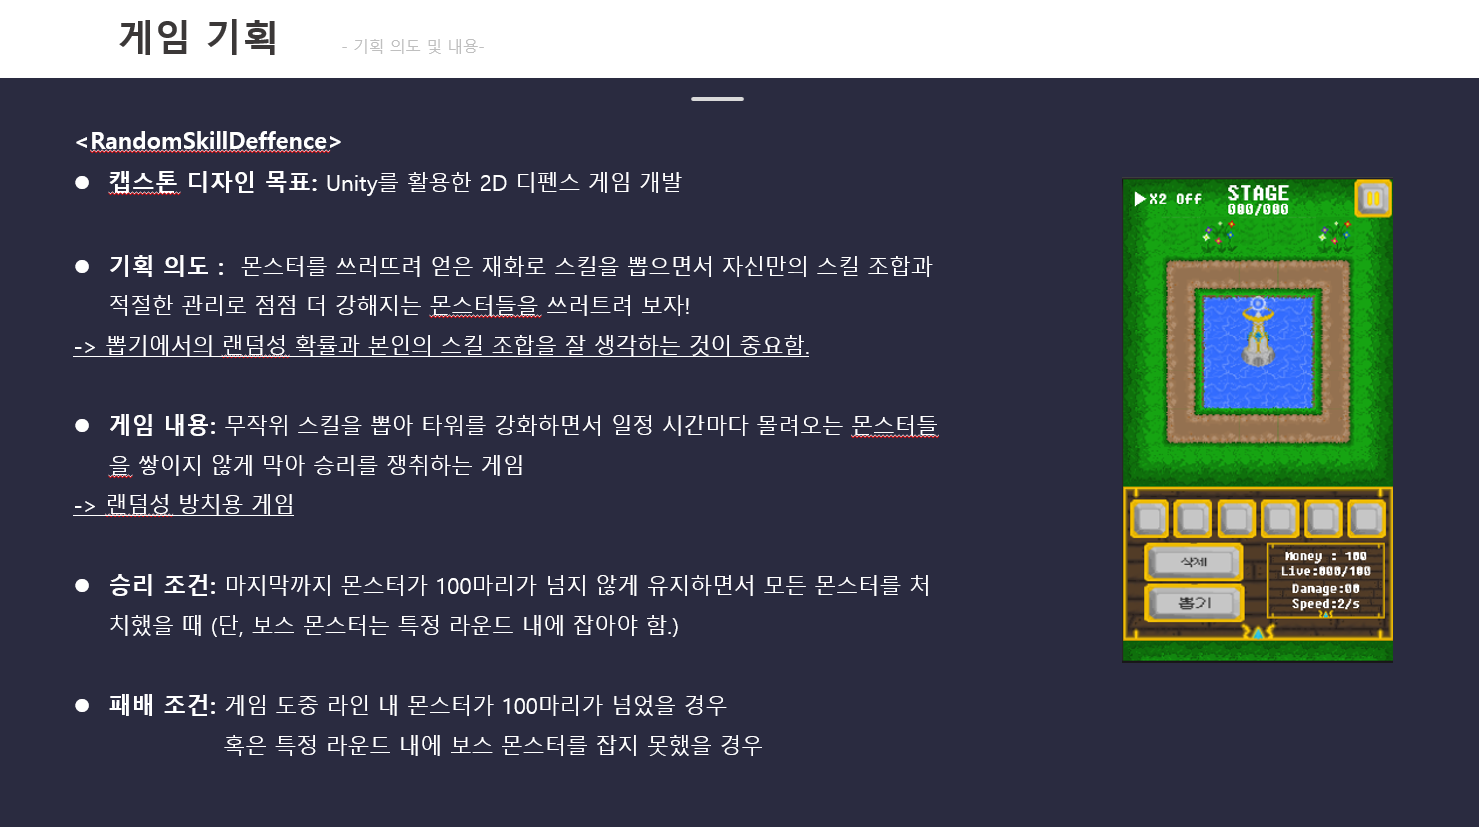 게임 기획
- 기획 의도 및 내용-
<RandomSkillDeffence>
● 캡스톤 디자인 목표: Unity를 활용한 2D 디펜스 게임 개발
● 기획 의도 : 몬스터를 쓰러뜨려 얻은 재화로 스킬을 뽑으면서 자신만의 스킬 조합과
적절한 관리로 점점 더 강해지는 몬스터들을 쓰러트려 보자!
-> 뽑기에서의 랜덤성 확률과 본인의 스킬 조합을 잘 생각하는 것이 중요함.
● 게임 내용: 무작위 스킬을 뽑아 타워를 강화하면서 일정 시간마다 몰려오는 몬스터들
을 쌓이지 않게 막아 승리를 쟁취하는 게임
-> 랜덤성 방치용 게임
● 승리 조건: 마지막까지 몬스터가 100마리가 넘지 않게 유지하면서 모든 몬스터를 처
치했을 때 (단, 보스 몬스터는 특정 라운드 내에 잡아야 함.)
● 패배 조건: 게임 도중 라인 내 몬스터가 100마리가 넘었을 경우
혹은 특정 라운드 내에 보스 몬스터를 잡지 못했을 경우
▶X2 Off
STAGE
000/000
삭제
뽑기
Money : 100
Live:000/100
Damage:00
Speed:2/s